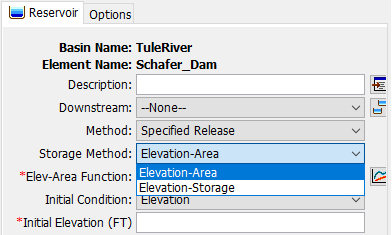 Reservoir Options
Basin Name: TuleRiver
Element Name: Schafer_Dam
Description:
Downstream: --None--
Method: Specified Release
Storage Method: Elevation-Area
*Elev-Area Function: Elevation-Area
Elevation-Storage
Initial Condition: Elevation
*Initial Elevation (FT)